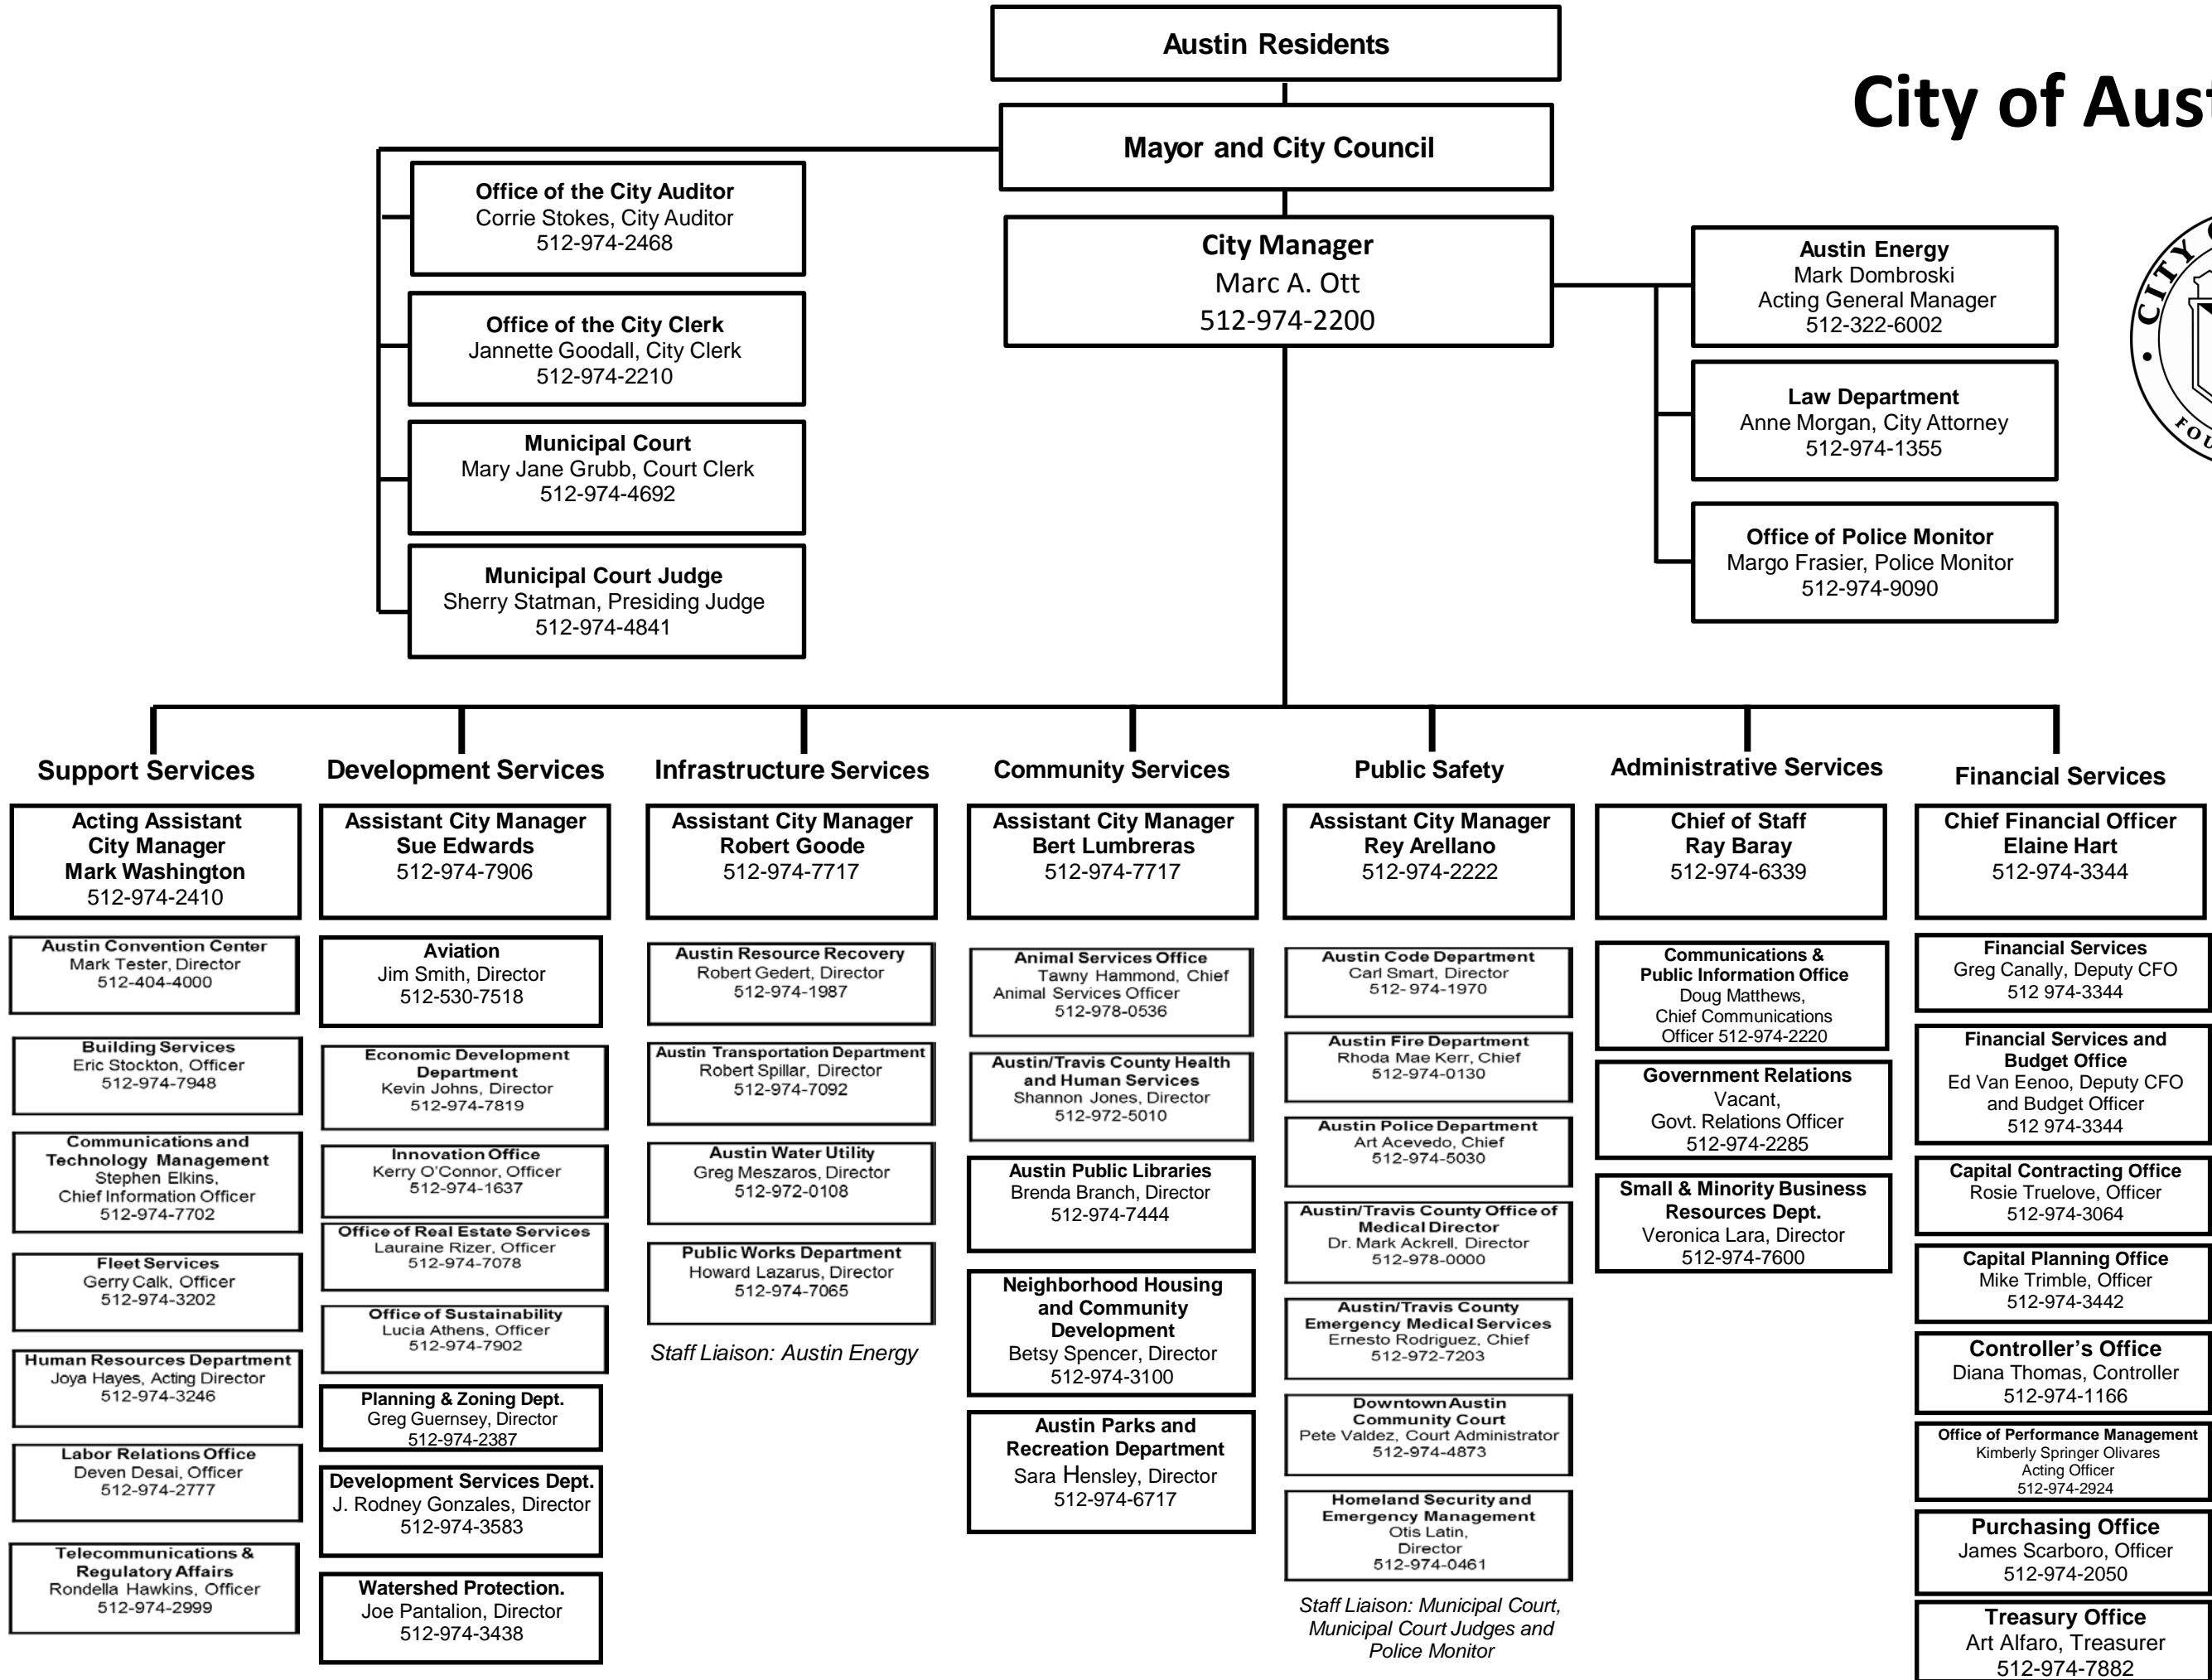 Austin Residents
City of Aust
Mayor and City Council
Office of the City Auditor
Corrie Stokes, City Auditor
512-974-2468
Office of the City Clerk
Jannette Goodall, City Clerk
512-974-2210
Municipal Court
Mary Jane Grubb, Court Clerk
512-974-4692
Municipal Court Judge
Sherry Statman, Presiding Judge
512-974-4841
City Manager
Marc A. Ott
512-974-2200
Austin Energy
Mark Dombroski
Acting General Manager
512-322-6002
Law Department
Anne Morgan, City Attorney
512-974-1355
Office of Police Monitor
Margo Frasier, Police Monitor
512-974-9090
• CITY
FOU
Support Services
Acting Assistant
City Manager
Mark Washington
512-974-2410
Austin Convention Center
Mark Tester, Director
512-404-4000
Building Services
Eric Stockton, Officer
512-974-7948
Communications and
Technology Management
Stephen Elkins,
Chief Information Officer
512-974-7702
Fleet Services
Gerry Calk, Officer
512-974-3202
Human Resources Department
Joya Hayes, Acting Director
512-974-3246
Labor Relations Office
Deven Desai, Officer
512-974-2777
Telecommunications &
Regulatory Affairs
Rondella Hawkins, Officer
512-974-2999
Development Services
Assistant City Manager
Sue Edwards
512-974-7906
Aviation
Jim Smith, Director
512-530-7518
Economic Development
Department
Kevin Johns, Director
512-974-7819
Innovation Office
Kerry O'Connor, Officer
512-974-1637
Office of Real Estate Services
Lauraine Rizer, Officer
512-974-7078
Office of Sustainability
Lucia Athens, Officer
512-974-7902
Planning & Zoning Dept.
Greg Guernsey, Director
512-974-2387
Development Services Dept.
J. Rodney Gonzales, Director
512-974-3583
Watershed Protection.
Joe Pantalion, Director
512-974-3438
Infrastructure Services
Assistant City Manager
Robert Goode
512-974-7717
Austin Resource Recovery
Robert Gedert, Director
512-974-1987
Austin Transportation Department
Robert Spillar, Director
512-974-7092
Austin Water Utility
Greg Meszaros, Director
512-972-0108
Public Works Department
Howard Lazarus, Director
512-974-7065
Staff Liaison: Austin Energy
Community Services
Assistant City Manager
Bert Lumbreras
512-974-7717
Animal Services Office
Tawny Hammond, Chief
Animal Services Officer
512-978-0536
Austin/Travis County Health
and Human Services
Shannon Jones, Director
512-972-5010
Austin Public Libraries
Brenda Branch, Director
512-974-7444
Neighborhood Housing
and Community
Development
Betsy Spencer, Director
512-974-3100
Austin Parks and
Recreation Department
Sara Hensley, Director
512-974-6717
Public Safety
Assistant City Manager
Rey Arellano
512-974-2222
Austin Code Department
Carl Smart, Director
512- 974-1970
Austin Fire Department
Rhoda Mae Kerr, Chief
512-974-0130
Austin Police Department
Art Acevedo, Chief
512-974-5030
Austin/Travis County Office of
Medical Director
Dr. Mark Ackrell, Director
512-978-0000
Austin/Travis County
Emergency Medical Services
Ernesto Rodriguez, Chief
512-972-7203
Downtown Austin
Community Court
Pete Valdez, Court Administrator
512-974-4873
Homeland Security and
Emergency Management
Otis Latin,
Director
512-974-0461
Staff Liaison: Municipal Court,
Municipal Court Judges and
Police Monitor
Administrative Services
Chief of Staff
Ray Baray
512-974-6339
Communications &
Public Information Office
Doug Matthews,
Chief Communications
Officer 512-974-2220
Government Relations
Vacant,
Govt. Relations Officer
512-974-2285
Small & Minority Business
Resources Dept.
Veronica Lara, Director
512-974-7600
Financial Services
Chief Financial Officer
Elaine Hart
512-974-3344
Financial Services
Greg Canally, Deputy CFO
512 974-3344
Financial Services and
Budget Office
Ed Van Eenoo, Deputy CFO
and Budget Officer
512 974-3344
Capital Contracting Office
Rosie Truelove, Officer
512-974-3064
Capital Planning Office
Mike Trimble, Officer
512-974-3442
Controller's Office
Diana Thomas, Controller
512-974-1166
Office of Performance Management
Kimberly Springer Olivares
Acting Officer
512-974-2924
Purchasing Office
James Scarboro, Officer
512-974-2050
Treasury Office
Art Alfaro, Treasurer
512-974-7882